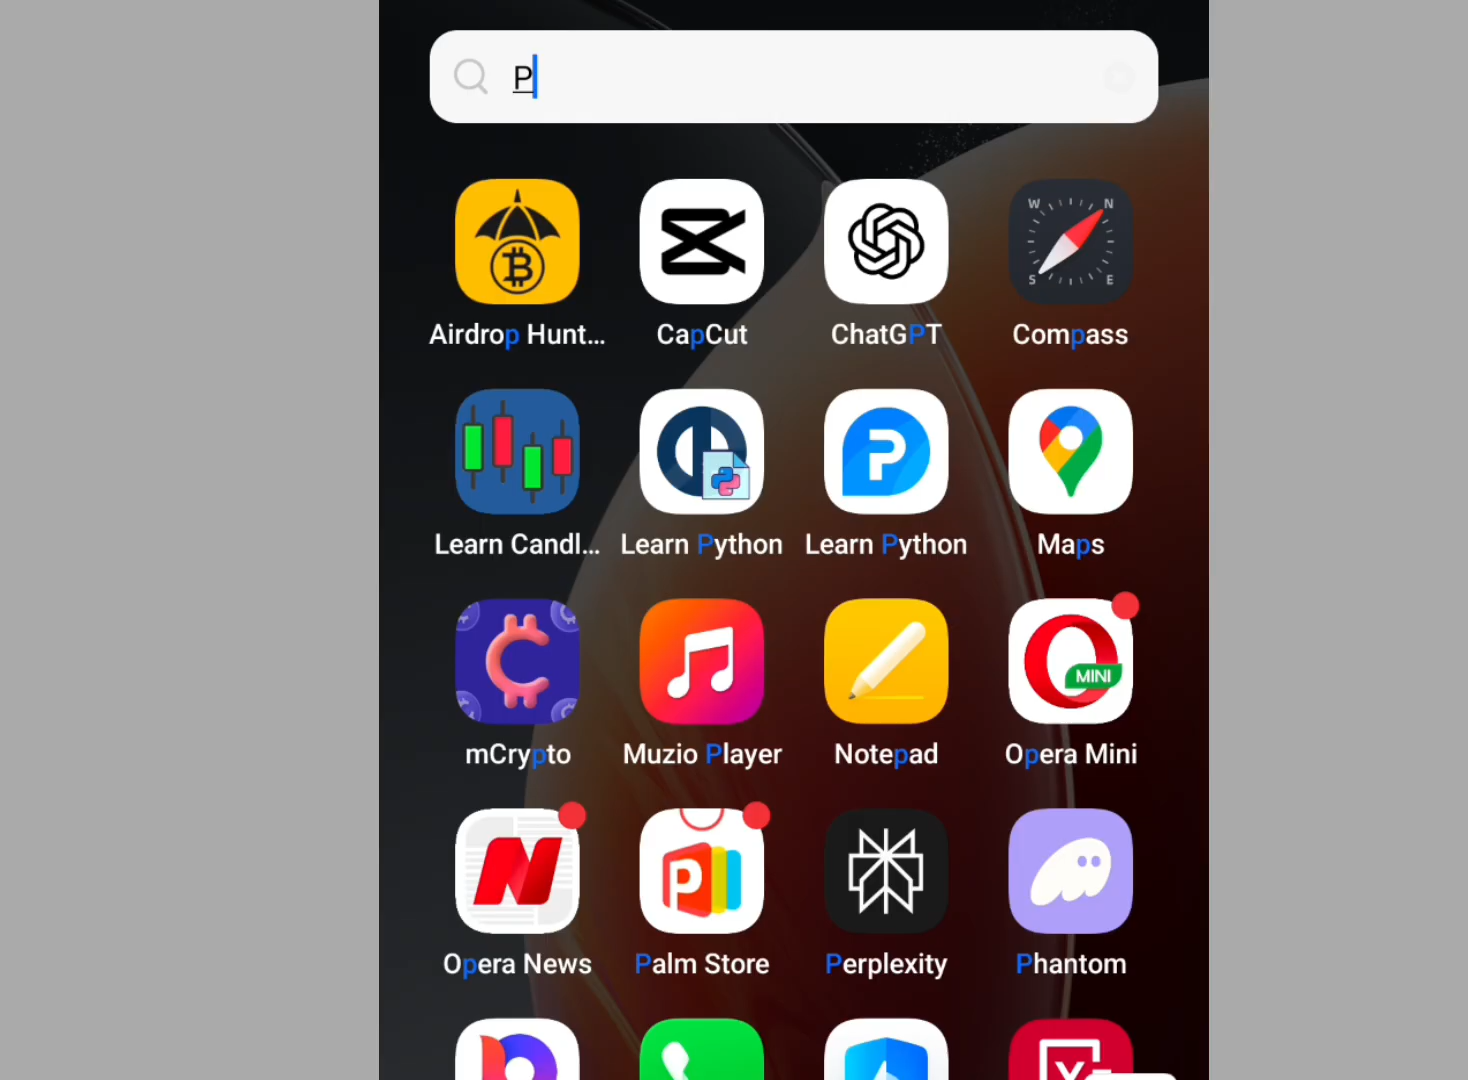 P
W N
S E
Airdrop Hunt... CapCut ChatGPT Compass
P
Learn Candl... Learn Python Learn Python Maps
MINI
mCrypto Muzio Player Notepad Opera Mini
N P
Opera News Palm Store Perplexity Phantom